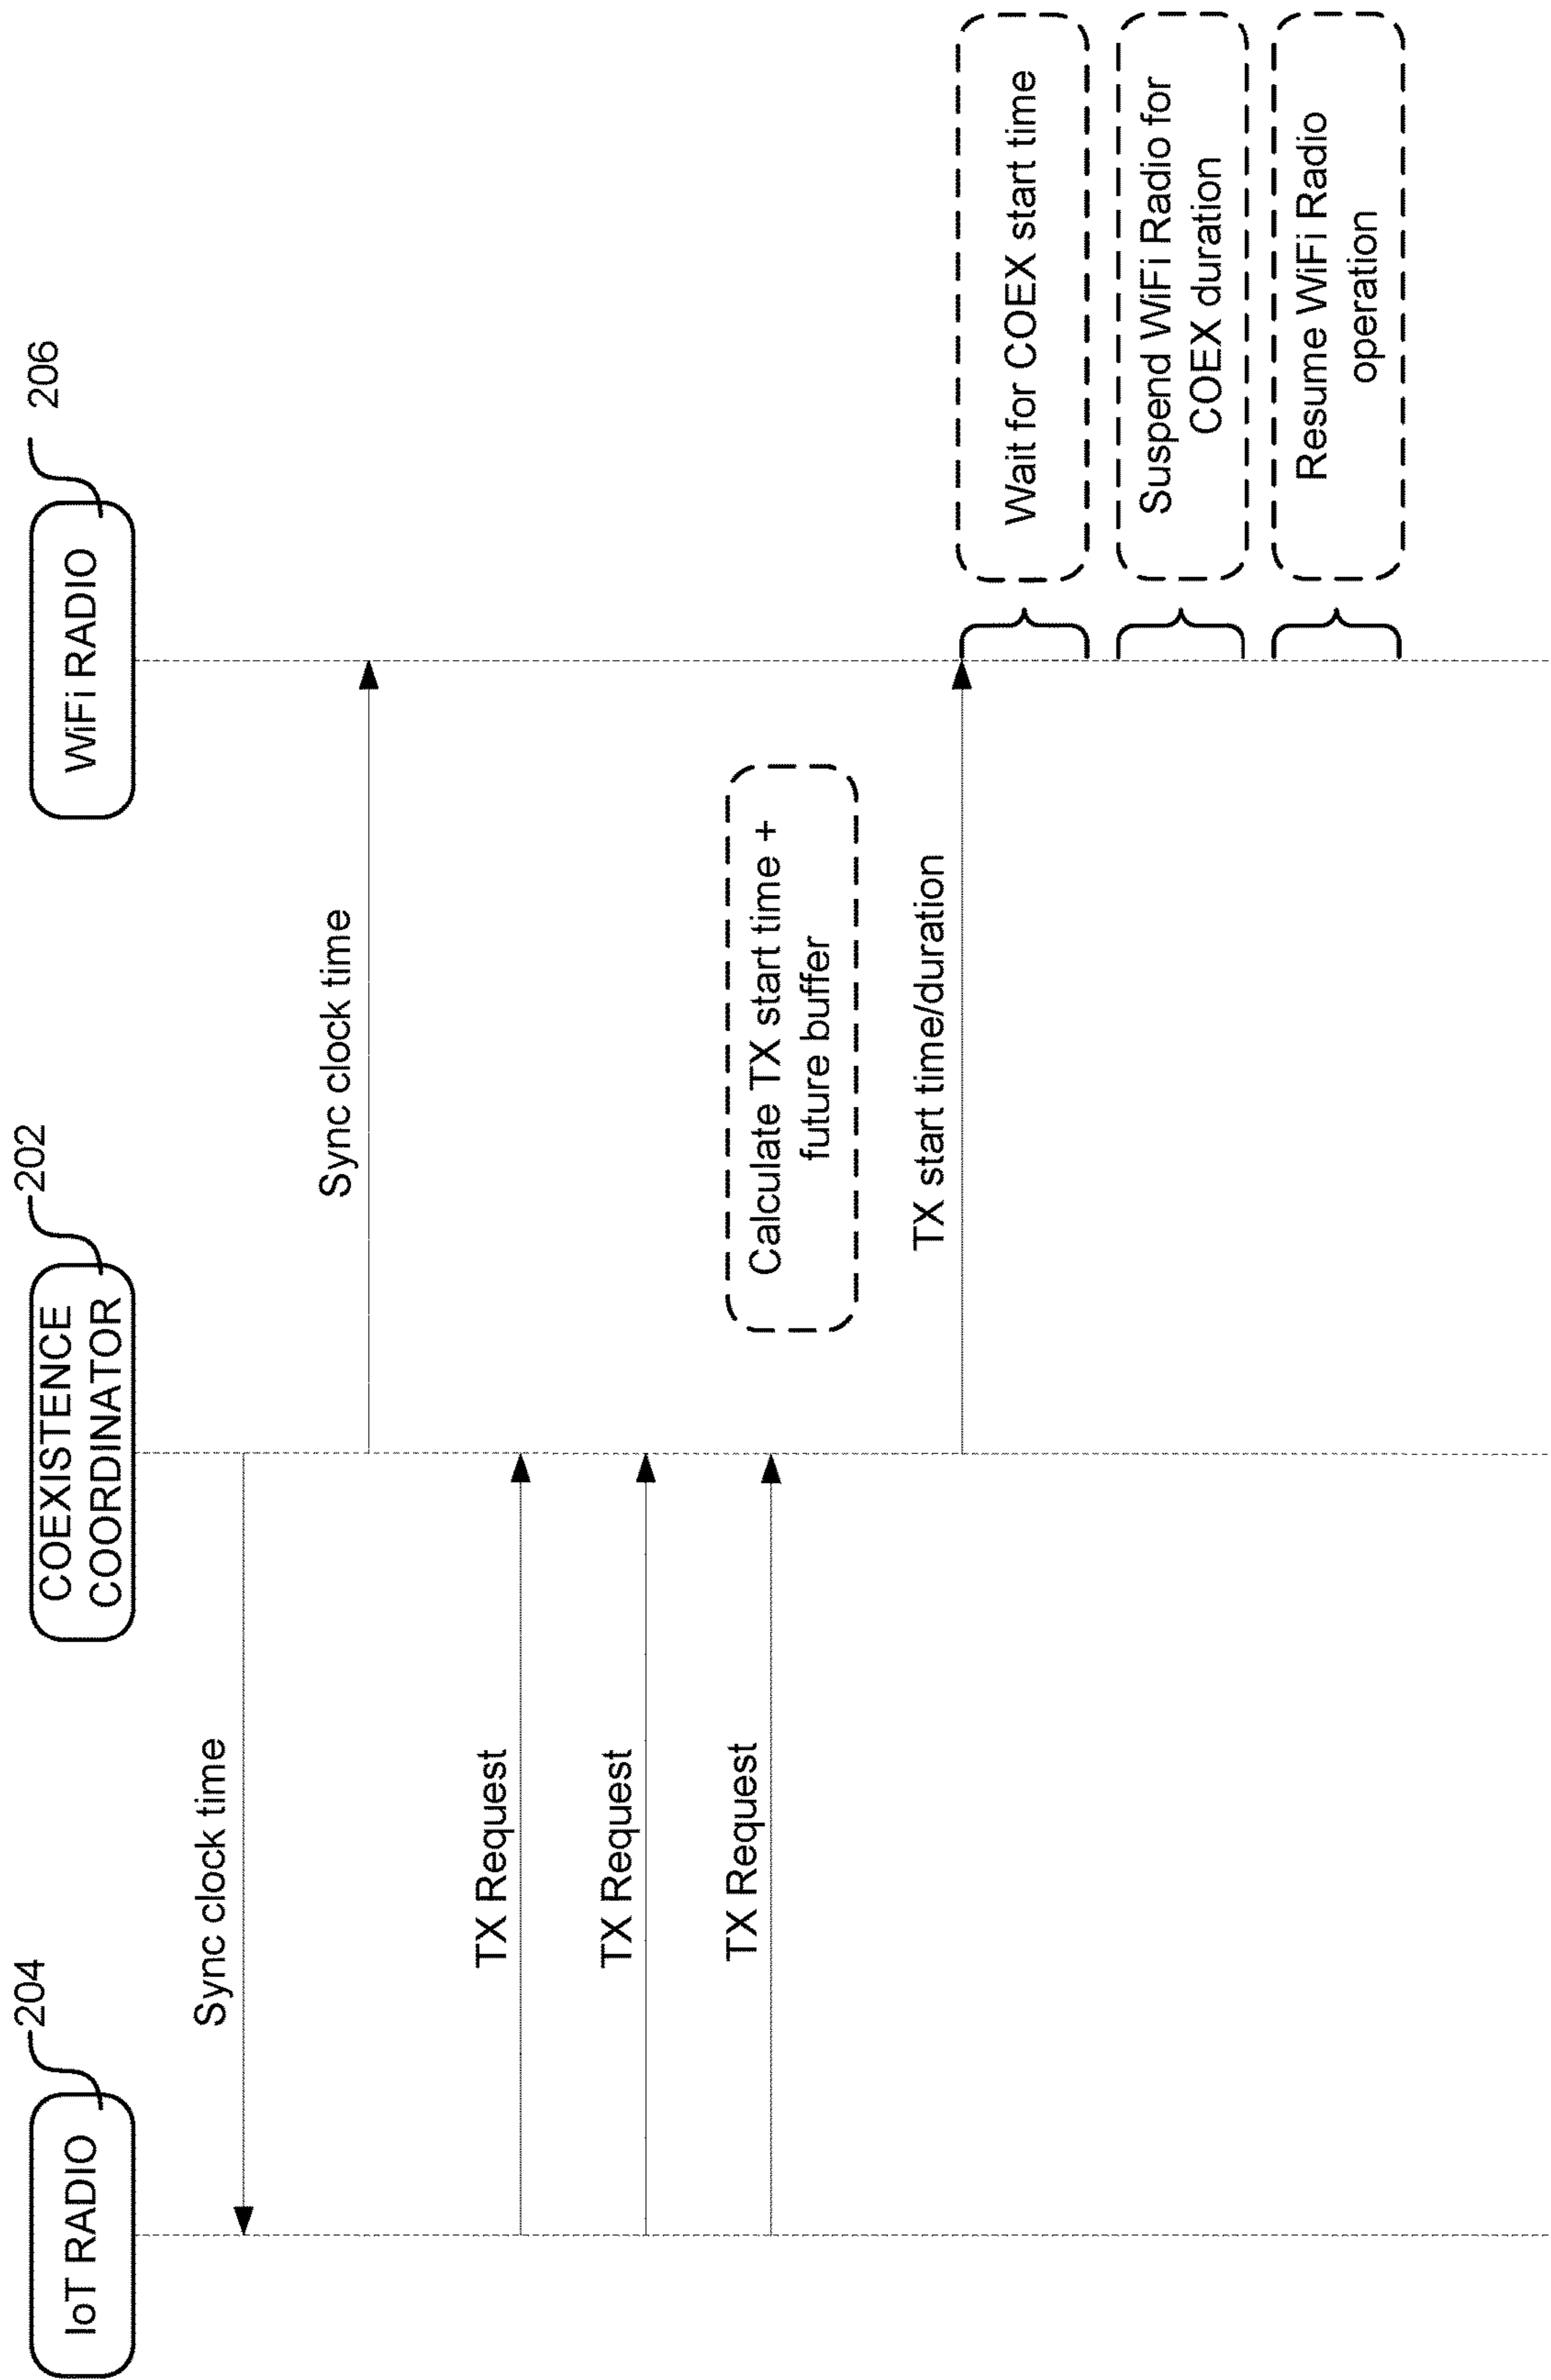 204
IoT RADIO
202
COEXISTENCE
COORDINATOR
206
WiFi RADIO
Sync clock time
Sync clock time
TX Request
TX Request
TX Request
Calculate TX start time +
future buffer
TX start time/duration
Wait for COEX start time
Suspend WiFi Radio for
COEX duration
Resume WiFi Radio
operation